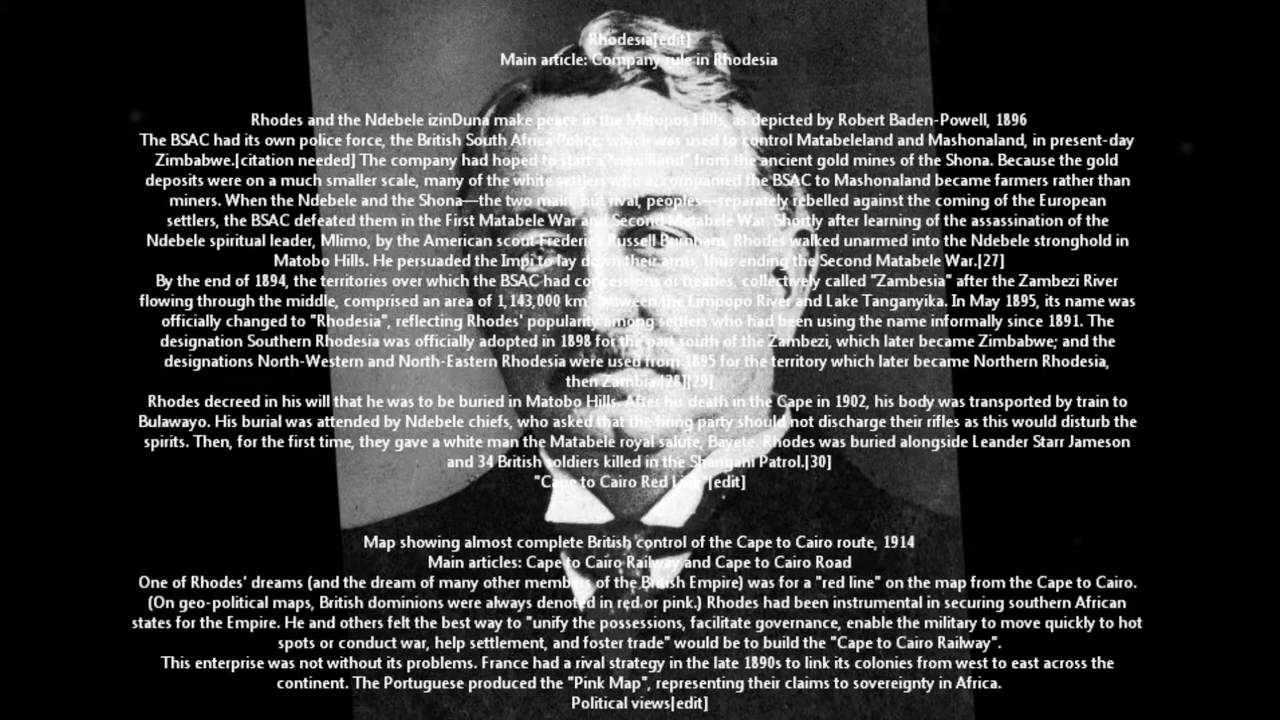 Rhodesia[edit]
Main article: Company rule in Rhodesia
Rhodes and the Ndebele izinDuna make peace in the Matopos Hills, as depicted by Robert Baden-Powell, 1896
The BSAC had its own police force, the British South Africa Police, which was used to control Matabeleland and Mashonaland, in present-day
Zimbabwe.[citation needed] The company had hoped to start a "new Rand" from the ancient gold mines of the Shona. Because the gold
deposits were on a much smaller scale, many of the white settlers who accompanied the BSAC to Mashonaland became farmers rather than
miners. When the Ndebele and the Shona—the two main, but rival, peoples—separately rebelled against the coming of the European
settlers, the BSAC defeated them in the First Matabele War and Second Matabele War. Shortly after learning of the assassination of the
Ndebele spiritual leader, Mlimo, by the American scout Frederick Russell Burnham, Rhodes walked unarmed into the Ndebele stronghold in
Matobo Hills. He persuaded the Impi to lay down their arms, thus ending the Second Matabele War.[27]
By the end of 1894, the territories over which the BSAC had concessions or treaties, collectively called "Zambesia" after the Zambezi River
flowing through the middle, comprised an area of 1,143,000 km² between the Limpopo River and Lake Tanganyika. In May 1895, its name was
officially changed to "Rhodesia", reflecting Rhodes' popularity among settlers who had been using the name informally since 1891. The
designation Southern Rhodesia was officially adopted in 1898 for the part south of the Zambezi, which later became Zimbabwe; and the
designations North-Western and North-Eastern Rhodesia were used from 1895 for the territory which later became Northern Rhodesia,
then Zambia.[28][29]
Rhodes decreed in his will that he was to be buried in Matobo Hills. After his death in the Cape in 1902, his body was transported by train to
Bulawayo. His burial was attended by Ndebele chiefs, who asked that the firing party should not discharge their rifles as this would disturb the
spirits. Then, for the first time, they gave a white man the Matabele royal salute, Bayete. Rhodes was buried alongside Leander Starr Jameson
and 34 British soldiers killed in the Shangani Patrol.[30]
"Cape to Cairo Red Line"[edit]
Map showing almost complete British control of the Cape to Cairo route, 1914
Main articles: Cape to Cairo Railway and Cape to Cairo Road
One of Rhodes' dreams (and the dream of many other members of the British Empire) was for a "red line" on the map from the Cape to Cairo.
(On geo-political maps, British dominions were always denoted in red or pink.) Rhodes had been instrumental in securing southern African
states for the Empire. He and others felt the best way to "unify the possessions, facilitate governance, enable the military to move quickly to hot
spots or conduct war, help settlement, and foster trade" would be to build the "Cape to Cairo Railway".
This enterprise was not without its problems. France had a rival strategy in the late 1890s to link its colonies from west to east across the
continent. The Portuguese produced the "Pink Map", representing their claims to sovereignty in Africa.
Political views[edit]